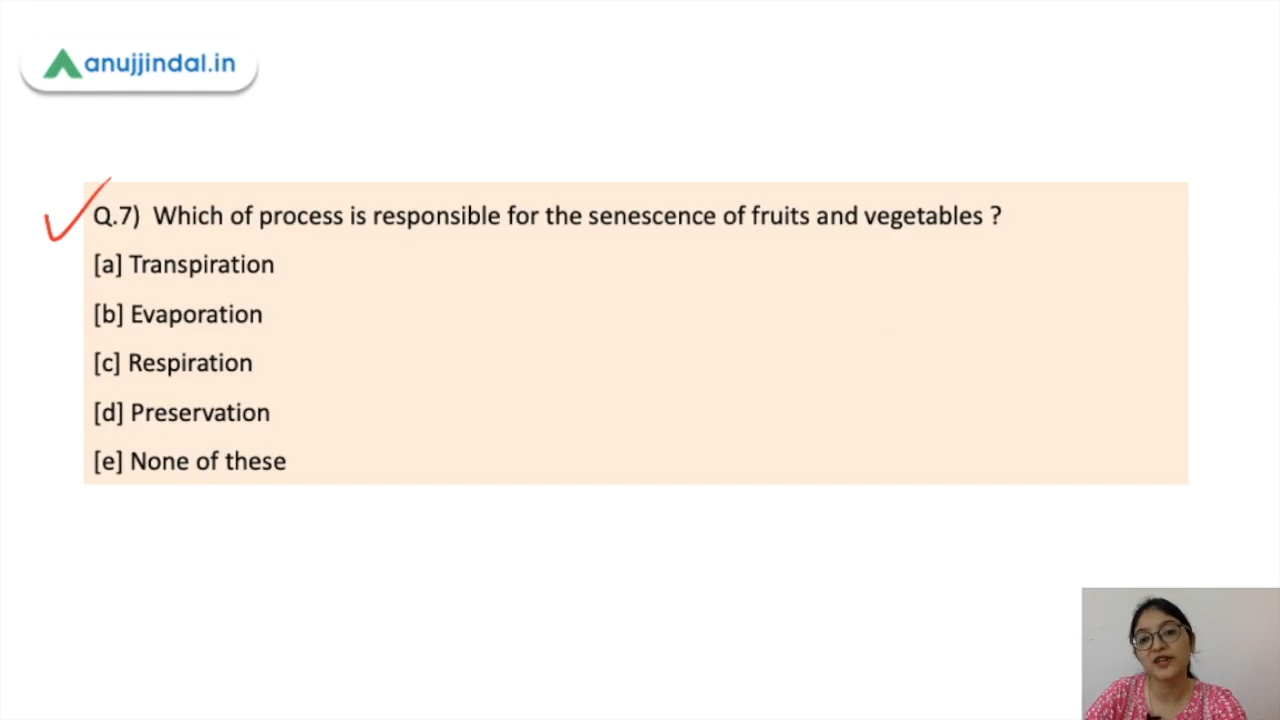 anujjindal.in
Q.7) Which of process is responsible for the senescence of fruits and vegetables ?
[a] Transpiration
[b] Evaporation
[c] Respiration
[d] Preservation
[e] None of these